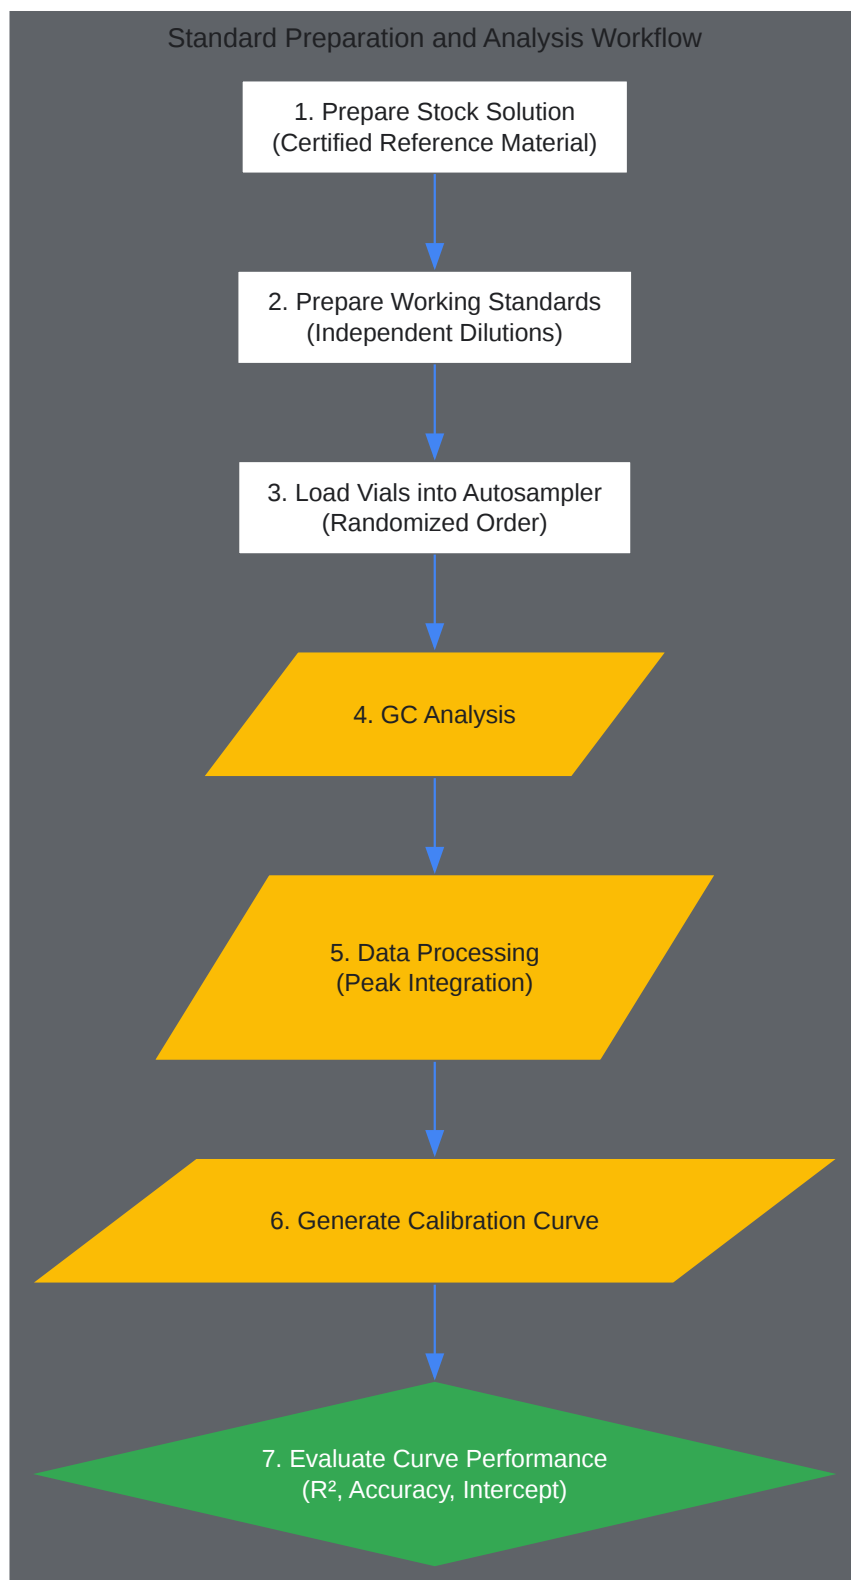 Standard Preparation and Analysis Workflow
1. Prepare Stock Solution
(Certified Reference Material)
2. Prepare Working Standards
(Independent Dilutions)
3. Load Vials into Autosampler
(Randomized Order)
4. GC Analysis
5. Data Processing
(Peak Integration)
6. Generate Calibration Curve
7. Evaluate Curve Performance
(R², Accuracy, Intercept)